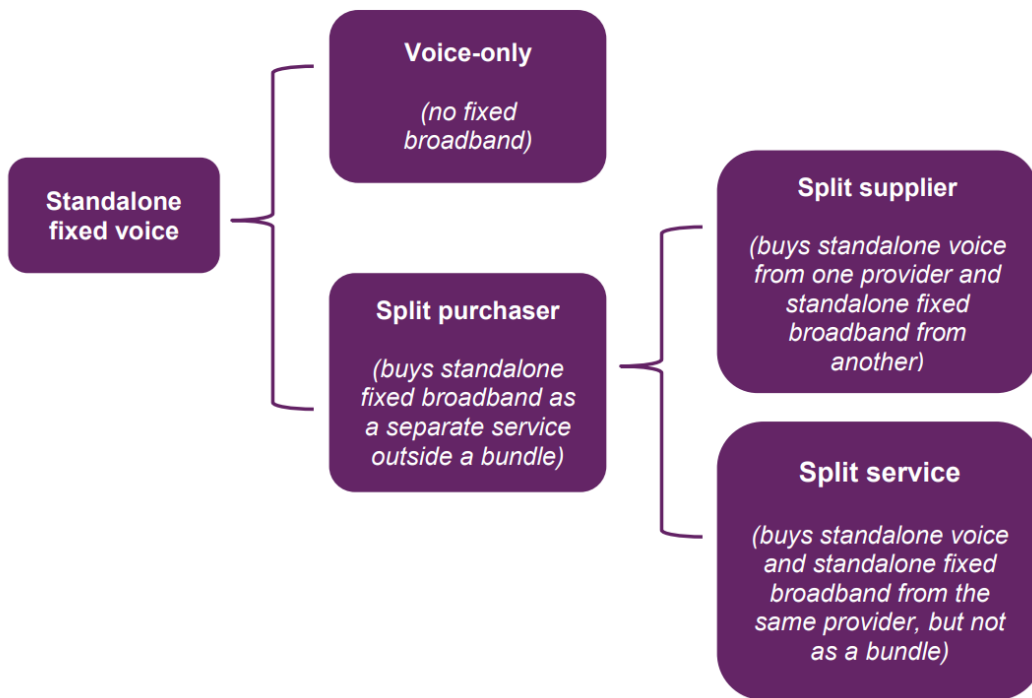 Standalone
fixed voice
Voice-only
(no fixed
broadband)
Split purchaser
(buys standalone
fixed broadband as
a separate service
outside a bundle)
Split supplier
(buys standalone voice
from one provider and
standalone fixed
broadband from
another)
Split service
(buys standalone voice
and standalone fixed
broadband from the
same provider, but not
as a bundle)